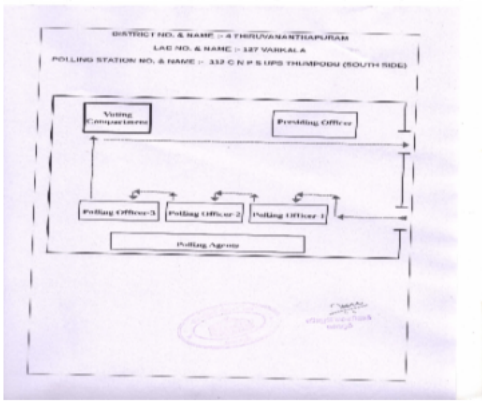 DISTRICT NO. & NAME :- 4 THIRUVANANTHAPURAM
LAC NO. & NAME :- 127 VARKALA
POLLING STATION NO. & NAME :- 112 C N P S UPS THUMPODU (SOUTH SIDE)
Voting
Compartment
Presiding Officer
Polling Officer-3
Polling Officer-2
Polling Officer-1
Polling Agents